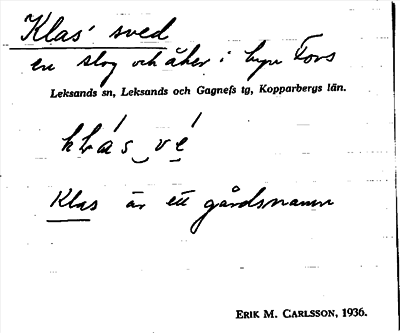 Klas' sved
en slog och åker i byn Fors
Leksands sn, Leksands och Gagnefs tg, Kopparbergs län.
Klas är ett gårdsnamn
ERIK M. CARLSSON, 1936.